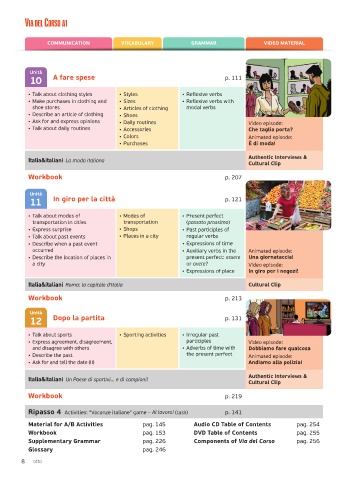 VIA DEL CORSO A1
COMMUNICATION VOCABULARY GRAMMAR VIDEO MATERIAL
Unità
10 A fare spese p. 111
• Talk about clothing styles
• Make purchases in clothing and
shoe stores
• Describe an article of clothing
• Ask for and express opinions
• Talk about daily routines
• Styles
• Sizes
• Articles of clothing
• Shoes
• Daily routines
• Accessories
• Colors
• Purchases
• Reflexive verbs
• Reflexive verbs with
modal verbs
Video episode:
Che taglia porta?
Animated episode:
È di moda!
Italia&Italiani La moda italiana
Authentic Interviews &
Cultural Clip
Workbook p. 207
Unità
11 In giro per la città p. 121
• Talk about modes of
transportation in cities
• Express surprise
• Talk about past events
• Describe when a past event
occurred
• Describe the location of places in
a city
• Modes of
transportation
• Shops
• Places in a city
• Present perfect
(passato prossimo)
• Past participles of
regular verbs
• Expressions of time
• Auxiliary verbs in the
present perfect: essere
or avere?
• Expressions of place
Animated episode:
Una giornataccia!
Video episode:
In giro per i negozi!
Italia&Italiani Roma: la capitale d'Italia Cultural Clip
Workbook p. 213
Unità
12 Dopo la partita p. 131
• Talk about sports
• Express agreement, disagreement,
and disagree with others
• Describe the past
• Ask for and tell the date (II)
• Sporting activities
• Irregular past
participles
• Adverbs of time with
the present perfect
Video episode:
Dobbiamo fare qualcosa
Animated episode:
Andiamo alla polizia!
Italia&Italiani Un Paese di sportivi... e di campioni!
Authentic Interviews &
Cultural Clip
Workbook p. 219
Ripasso 4 Activities: "Vacanze italiane" game – Al lavoro! (task) p. 141
Material for A/B Activities pag. 145
Workbook pag. 153
Supplementary Grammar pag. 226
Glossary pag. 246
Audio CD Table of Contents pag. 254
DVD Table of Contents pag. 255
Components of Via del Corso pag. 256
8 otto